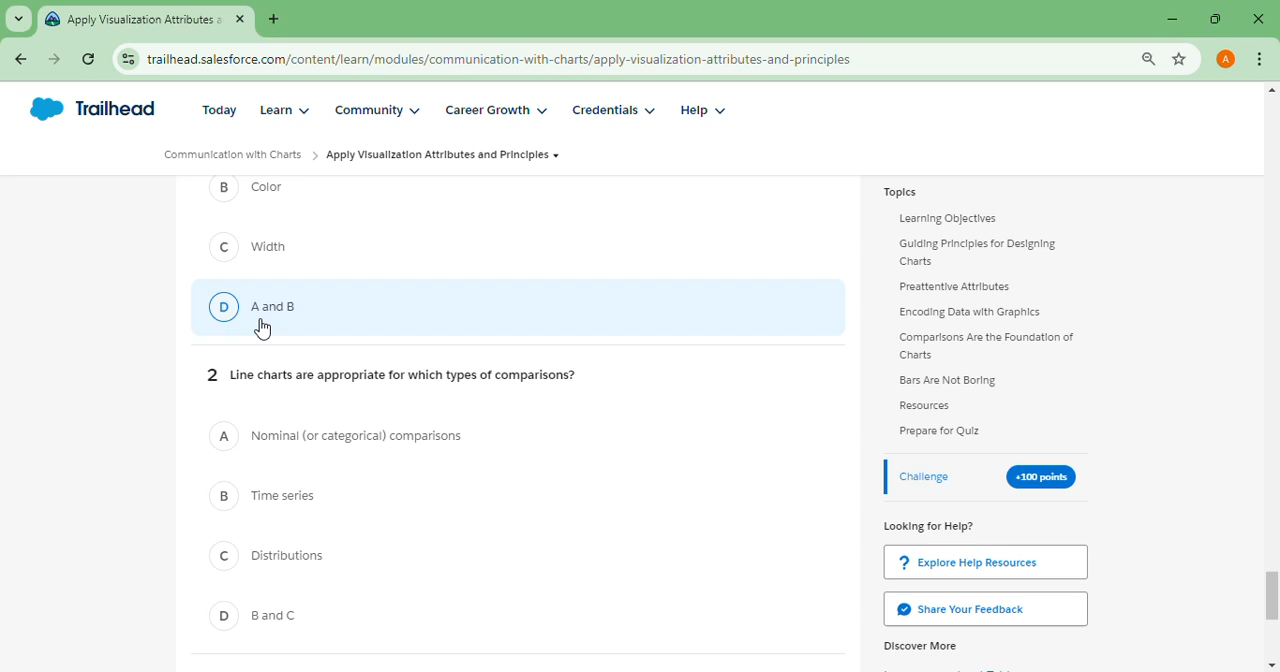 Apply Visualization Attributes a
trailhead.salesforce.com/content/learn/modules/communication-with-charts/apply-visualization-attributes-and-principles
A
Trailhead
Today
Learn
Community
Career Growth
Credentials
Help
Communication with Charts > Apply Visualization Attributes and Principles
B Color
C Width
D A and B
2 Line charts are appropriate for which types of comparisons?
A Nominal (or categorical) comparisons
B Time series
C Distributions
D B and C
Topics
Learning Objectives
Guiding Principles for Designing
Charts
Preattentive Attributes
Encoding Data with Graphics
Comparisons Are the Foundation of
Charts
Bars Are Not Boring
Resources
Prepare for Quiz
Challenge +100 points
Looking for Help?
? Explore Help Resources
Share Your Feedback
Discover More